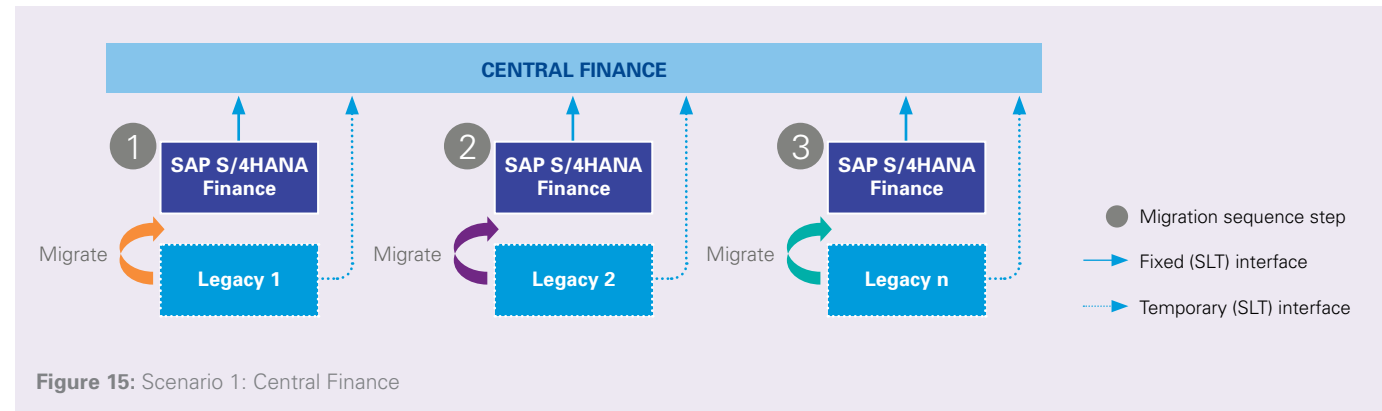 CENTRAL FINANCE
1
SAP S/4HANA
Finance
Migrate
Legacy 1
2
SAP S/4HANA
Finance
Migrate
Legacy 2
3
SAP S/4HANA
Finance
Migrate
Legacy n
Migration sequence step
Fixed (SLT) interface
Temporary (SLT) interface
Figure 15: Scenario 1: Central Finance